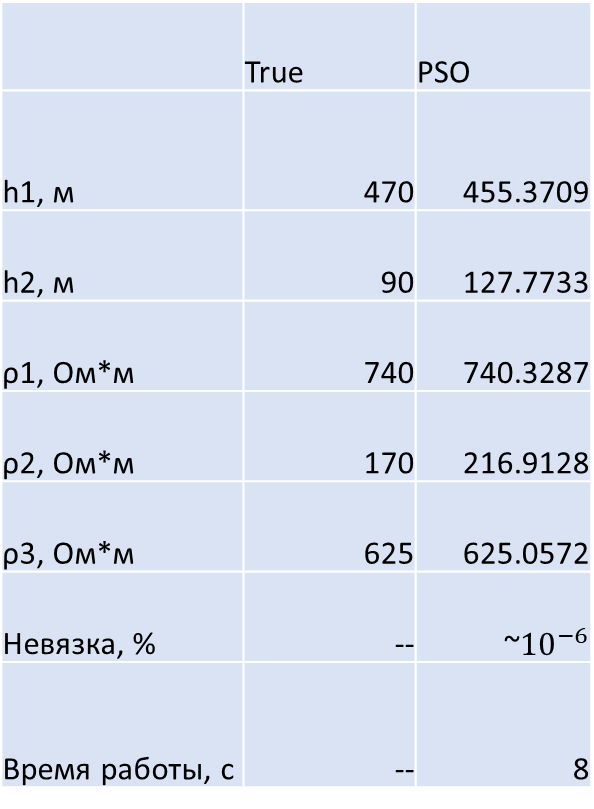 True PSO
h1, м 470 455.3709
h2, м 90 127.7733
ρ1, Ом*м 740 740.3287
ρ2, Ом*м 170 216.9128
ρ3, Ом*м 625 625.0572
Невязка, % -- ~10⁻⁶
Время работы, с -- 8